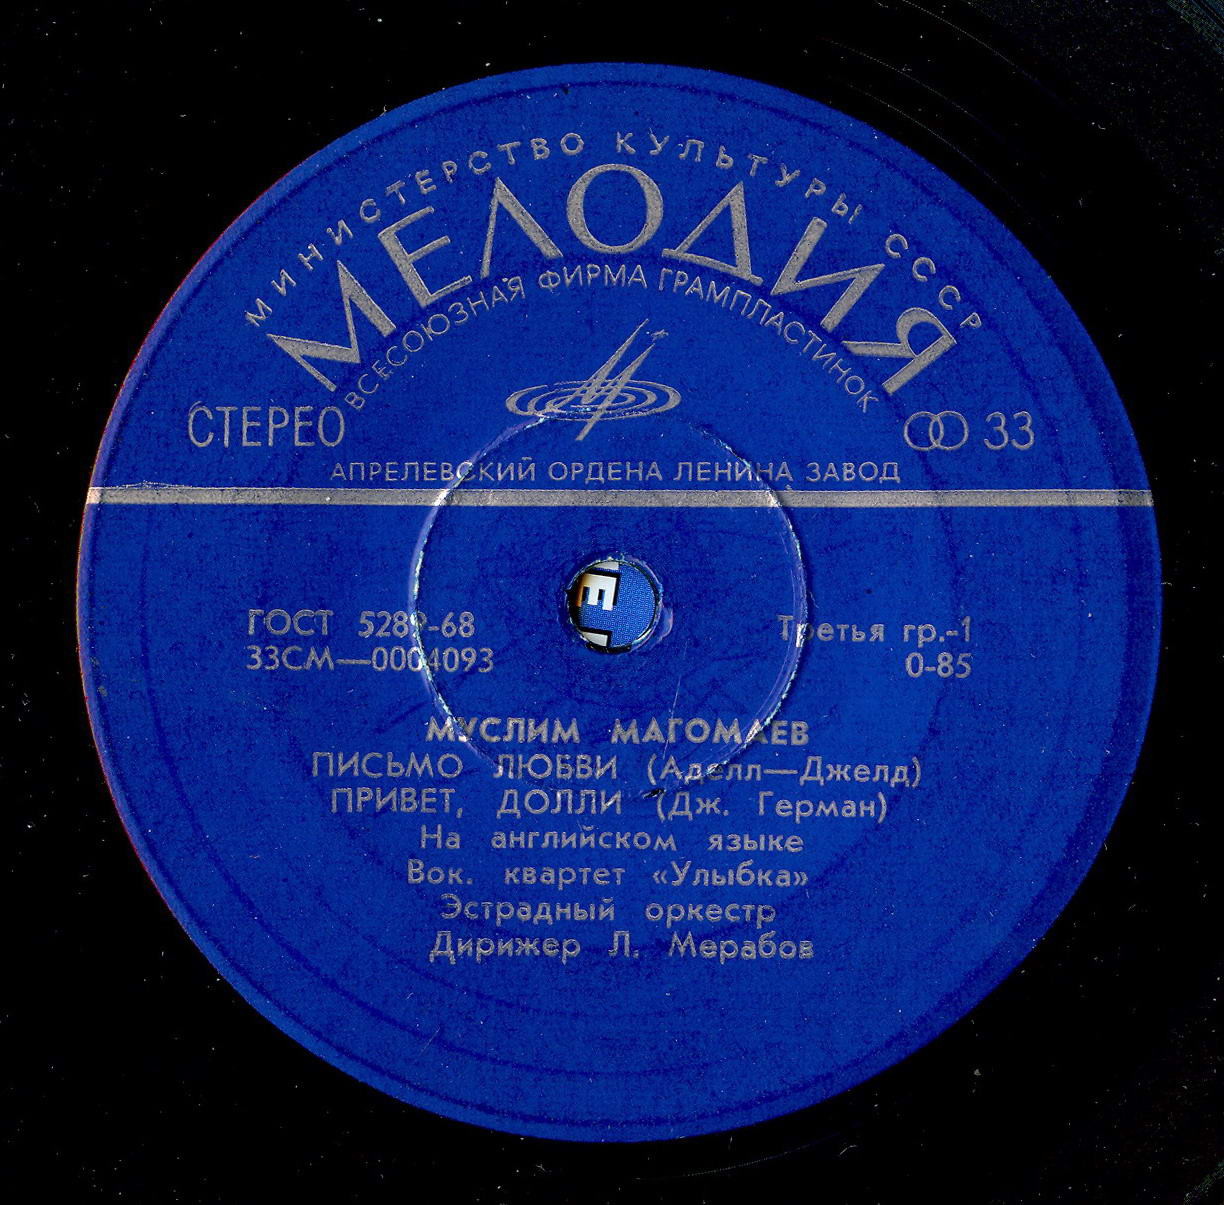 МИНИСТЕРСТВО КУЛЬТУРЫ СССР
МЕЛОДИЯ
ВСЕСОЮЗНАЯ ФИРМА ГРАМПЛАСТИНОК
СТЕРЕО
33
АПРЕЛЕВСКИЙ ОРДЕНА ЛЕНИНА ЗАВОД
ГОСТ 5289-68
Третья гр.-1
33СМ—0004093
0-85
МУСЛИМ МАГОМАЕВ
ПИСЬМО ЛЮБВИ (Аделл—Джелд)
ПРИВЕТ, ДОЛЛИ (Дж. Герман)
На английском языке
Вок. квартет «Улыбка»
Эстрадный оркестр
Дирижер Л. Мерабов